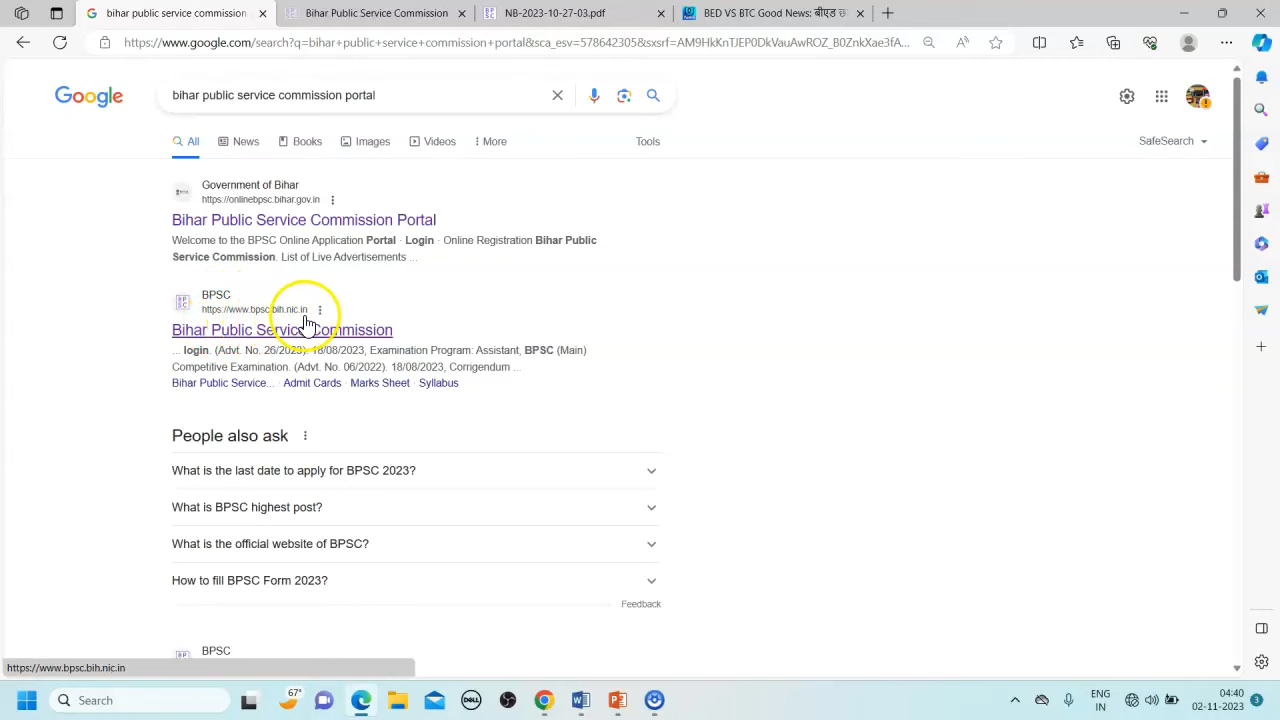 bihar public service commissio
Bihar Public Service Commission
NB-2023-10-27-03.pdf
BED VS BTC Good News: बीएड
https://www.google.com/search?q=bihar+public+service+commission+portal&sca_esv=578642305&sxsrf=AM9HkKnTJEP0DkVauAwROZ_B0ZnkXae3fA...
Google
bihar public service commission portal
All
News
Books
Images
Videos
More
Tools
SafeSearch
Government of Bihar
https://onlinebpsc.bihar.gov.in
Bihar Public Service Commission Portal
Welcome to the BPSC Online Application Portal · Login · Online Registration Bihar Public
Service Commission. List of Live Advertisements ...
BPSC
https://www.bpsc.bih.nic.in
Bihar Public Service Commission
... login. (Advt. No. 26/2023). 18/08/2023, Examination Program: Assistant, BPSC (Main)
Competitive Examination. (Advt. No. 06/2022). 18/08/2023, Corrigendum ...
Bihar Public Service... · Admit Cards · Marks Sheet · Syllabus
People also ask
What is the last date to apply for BPSC 2023?
What is BPSC highest post?
What is the official website of BPSC?
How to fill BPSC Form 2023?
Feedback
BPSC
https://www.bpsc.bih.nic.in
Search
67°
DELL
ENG
IN
04:40
02-11-2023
3